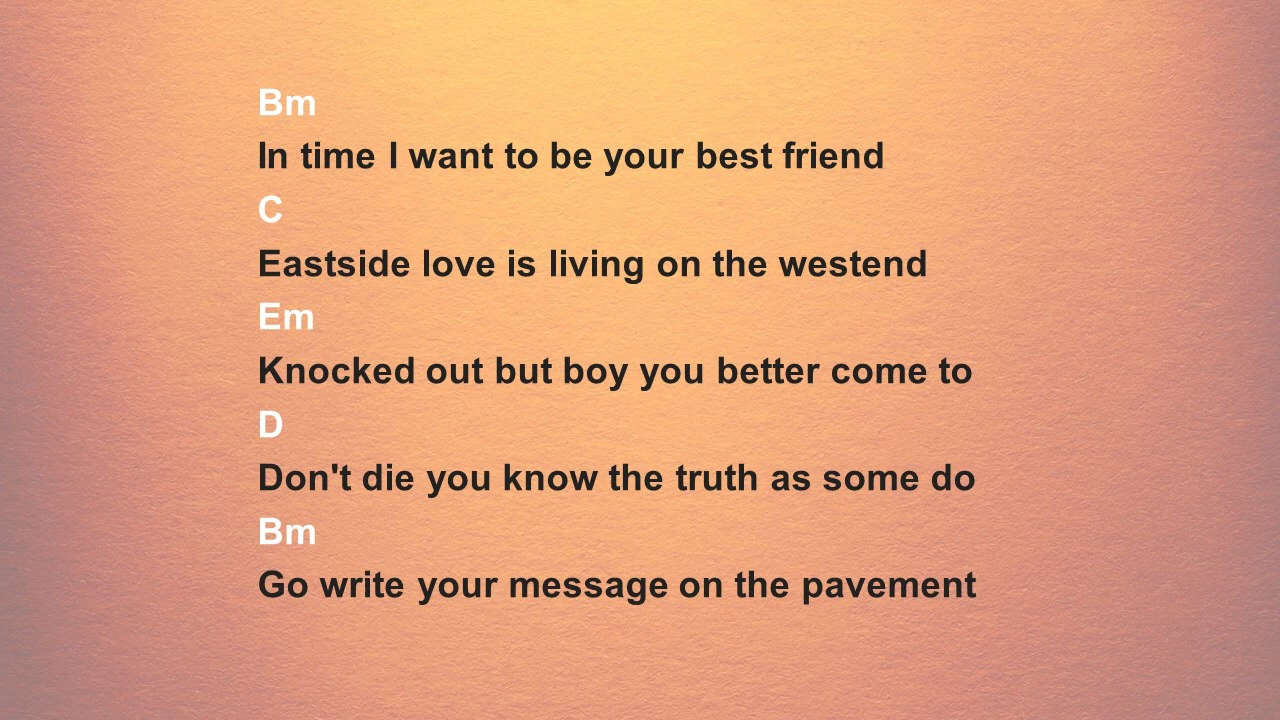 Bm
In time I want to be your best friend
C
Eastside love is living on the westend
Em
Knocked out but boy you better come to
D
Don't die you know the truth as some do
Bm
Go write your message on the pavement